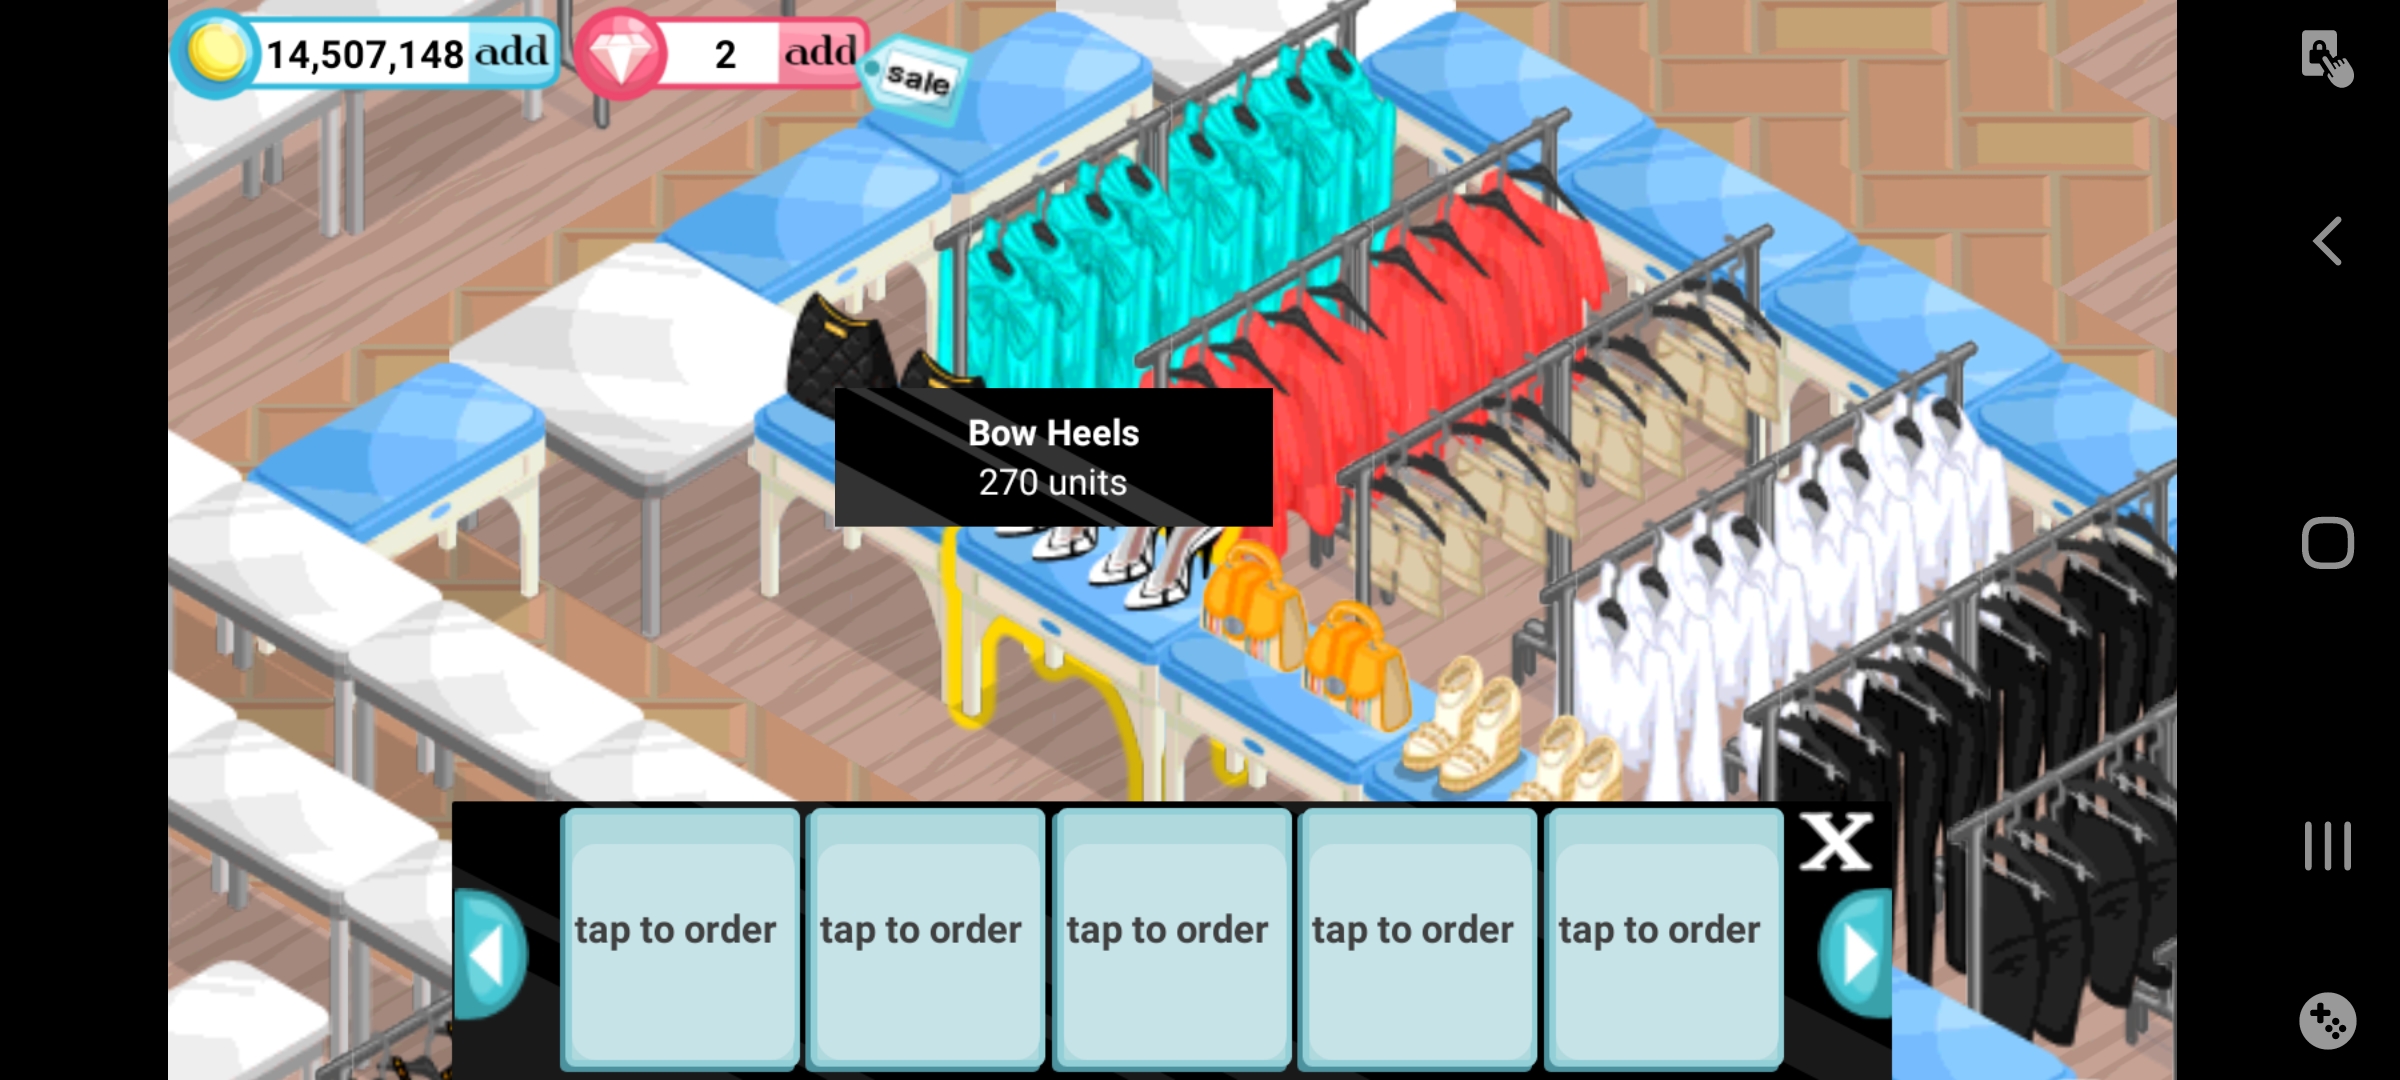 14,507,148 add
2 add
sale
Bow Heels
270 units
X
tap to order
tap to order
tap to order
tap to order
tap to order